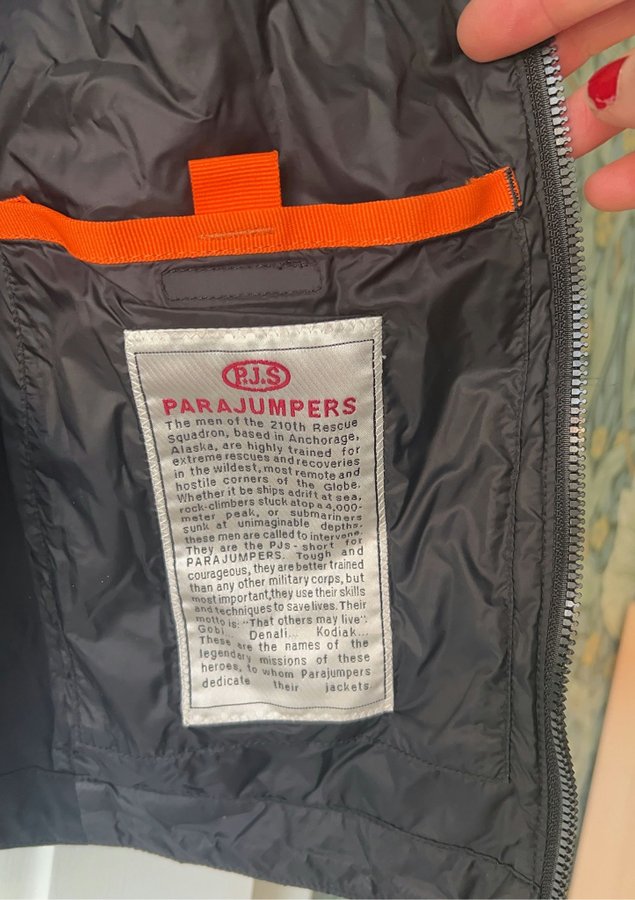 P.J.S
PARAJUMPERS
The men of the 210th Rescue
Squadron, based in Anchorage,
Alaska, are highly trained for
extreme rescues and recoveries
in the wildest, most remote and
hostile corners of the Globe.
Whether it be ships adrift at sea,
rock-climbers stuck atop a 4,000-
meter peak, or submariners
sunk at unimaginable depths,
these men are called to intervene.
They are the PJs - short for
PARAJUMPERS. Tough and
courageous, they are better trained
than any other military corps, but
most important,they use their skills
and techniques to save lives. Their
motto is: "That others may live":
Gobi... Denali... Kodiak...
These are the names of the
legendary missions of these
heroes, to whom Parajumpers
dedicate their jackets